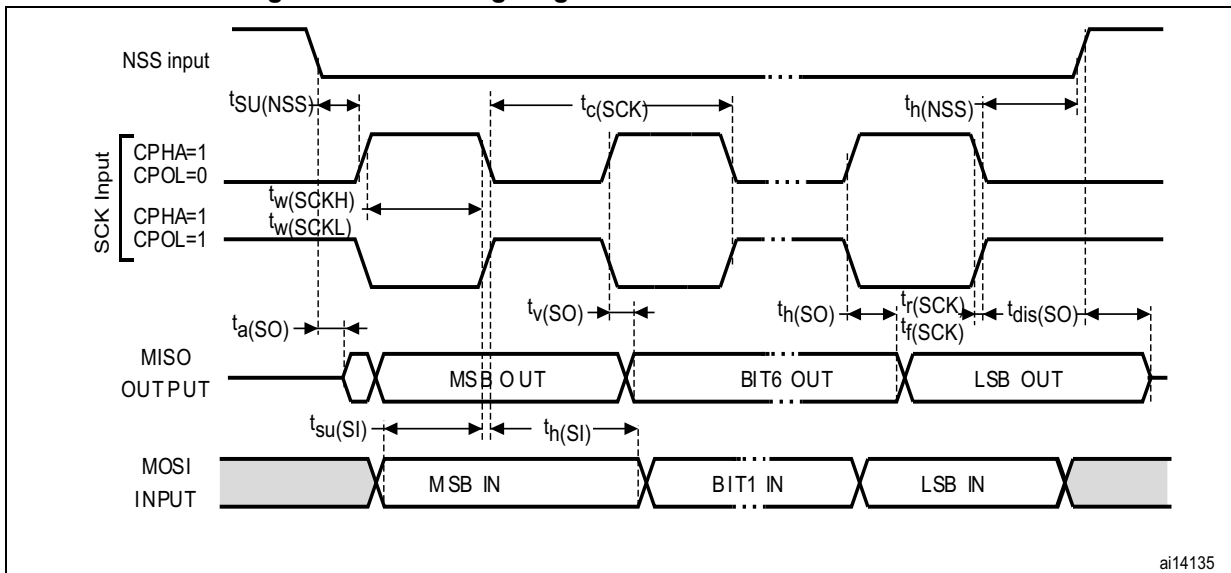 NSS input
tSU(NSS)
tc(SCK)
th(NSS)
SCK Input
CPHA=1
CPOL=0
tw(SCKH)
tw(SCKL)
CPHA=1
CPOL=1
ta(SO)
tv(SO)
th(SO)
tr(SCK)
tf(SCK)
tdis(SO)
MISO
OUTPUT
MSB OUT
BIT6 OUT
LSB OUT
tsu(SI)
th(SI)
MOSI
INPUT
MSB IN
BIT1 IN
LSB IN
ai14135